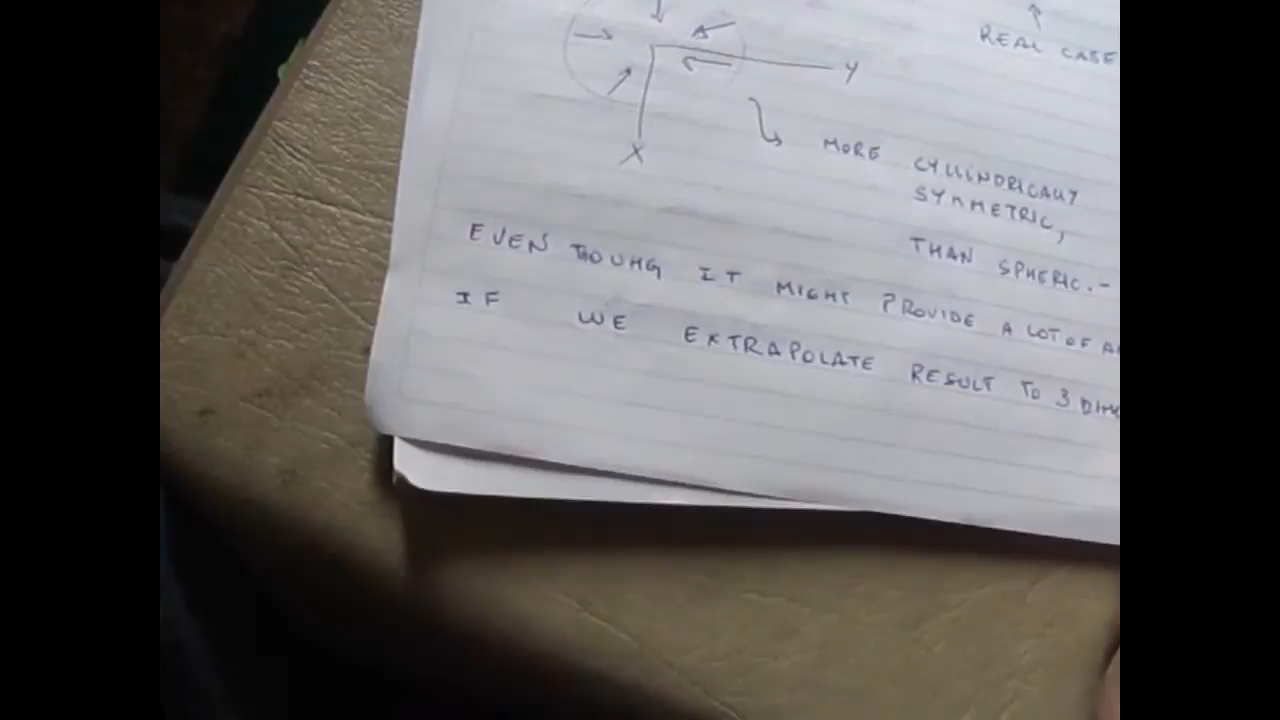 REAL CASE
Y
X
MORE CYLINDRICALLY
SYMMETRIC,
THAN SPHERIC.-
EVEN THOUHG IT MIGHT PROVIDE A LOT OF
IF WE EXTRAPOLATE RESULT TO 3